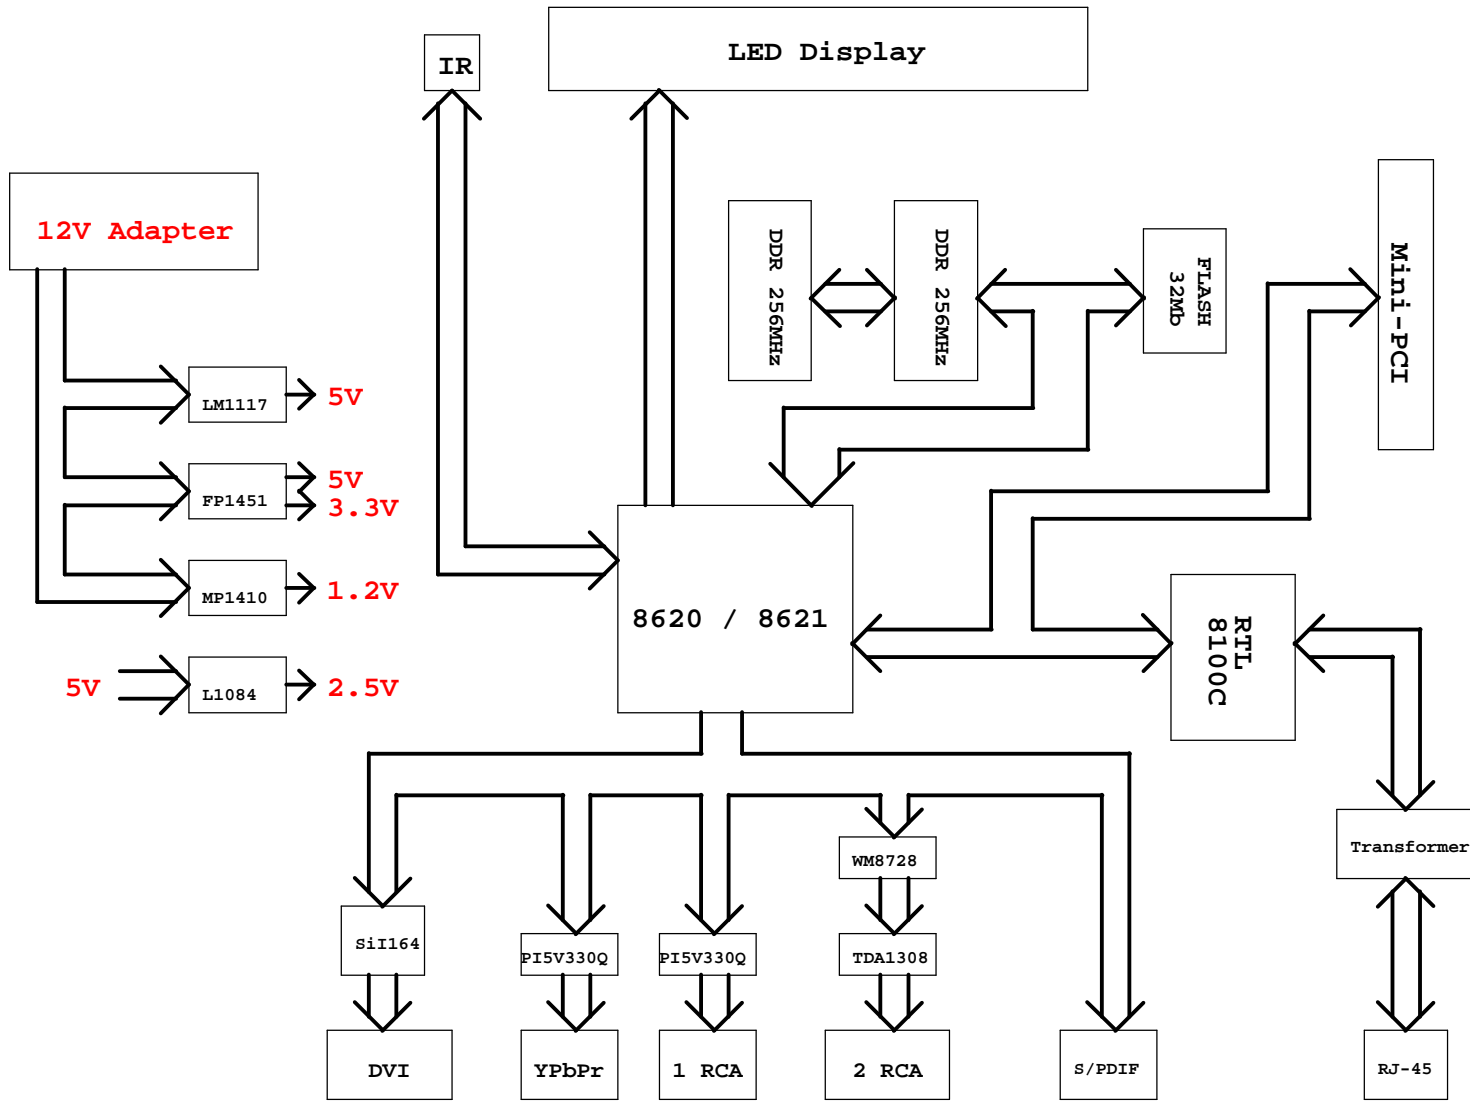 IR
LED Display
12V Adapter
DDR 256MHz
DDR 256MHz
FLASH
32Mb
Mini-PCI
LM1117
5V
FP1451
5V
3.3V
MP1410
1.2V
5V
L1084
2.5V
8620 / 8621
RTL
8100C
Transformer
WM8728
SiI164
PI5V330Q
PI5V330Q
TDA1308
DVI
YPbPr
1 RCA
2 RCA
S/PDIF
RJ-45